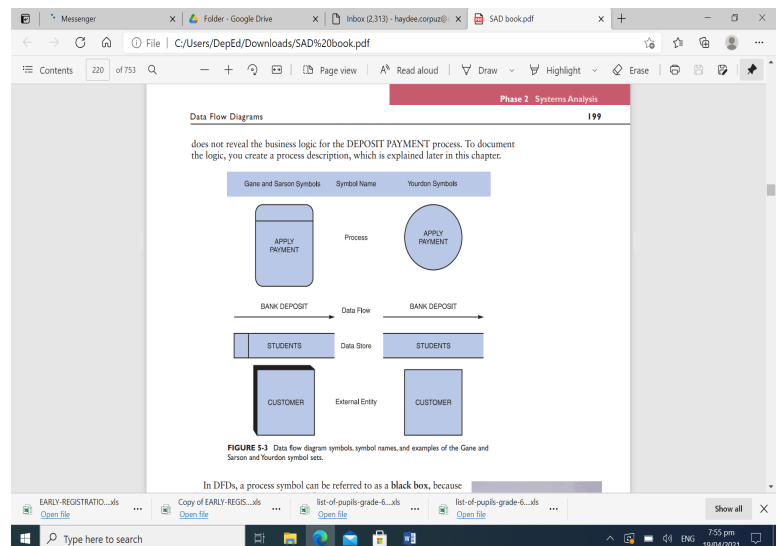 Messenger
Folder - Google Drive
Inbox (2,313) - haydee.corpuz@
SAD book.pdf
File C:/Users/DepEd/Downloads/SAD%20book.pdf
Contents 220 of 753 Page view Read aloud Draw Highlight Erase
Phase 2 Systems Analysis
Data Flow Diagrams 199
does not reveal the business logic for the DEPOSIT PAYMENT process. To document
the logic, you create a process description, which is explained later in this chapter.
Gane and Sarson Symbols Symbol Name Yourdon Symbols
APPLY
PAYMENT
Process
APPLY
PAYMENT
BANK DEPOSIT Data Flow BANK DEPOSIT
STUDENTS Data Store STUDENTS
CUSTOMER External Entity CUSTOMER
FIGURE 5-3 Data flow diagram symbols, symbol names, and examples of the Gane and
Sarson and Yourdon symbol sets.
In DFDs, a process symbol can be referred to as a black box, because
EARLY-REGISTRATIO....xls
Open file
Copy of EARLY-REGIS....xls
Open file
list-of-pupils-grade-6....xls
Open file
list-of-pupils-grade-6....xls
Open file
Show all
Type here to search
ENG
7:55 pm
19/04/2021